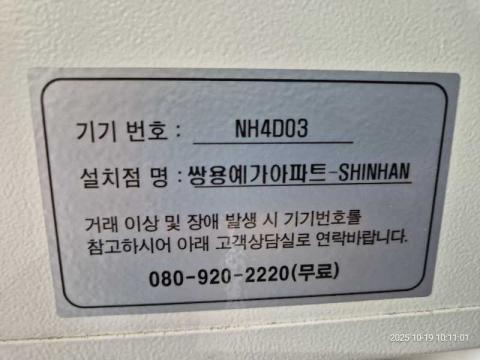 기기 번호 : NH4D03
설치점 명 : 쌍용예가아파트-SHINHAN
거래 이상 및 장애 발생 시 기기번호를
참고하시어 아래 고객상담실로 연락바랍니다.
080-920-2220(무료)
2025-10-19 10:11:01